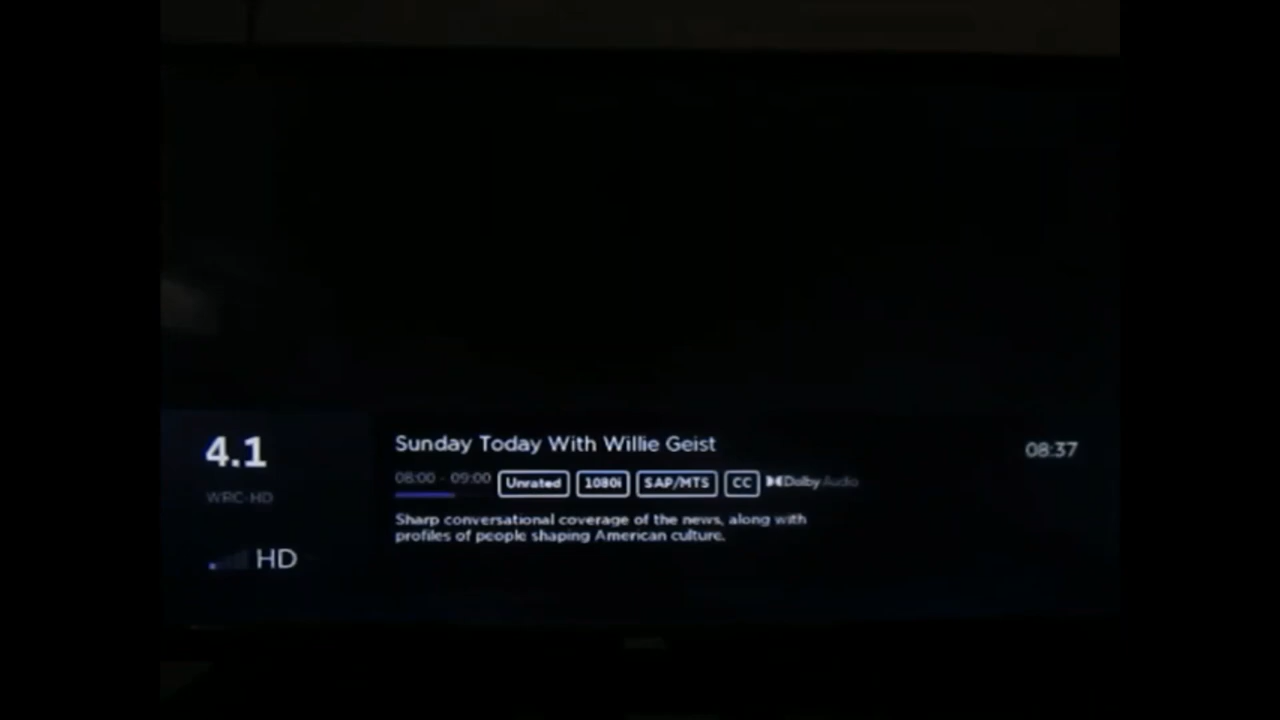 4.1
Sunday Today With Willie Geist
08:37
WRC-HD
08:00 - 09:00 Unrated 1080i SAP/MTS CC Dolby Audio
Sharp conversational coverage of the news, along with
profiles of people shaping American culture.
HD